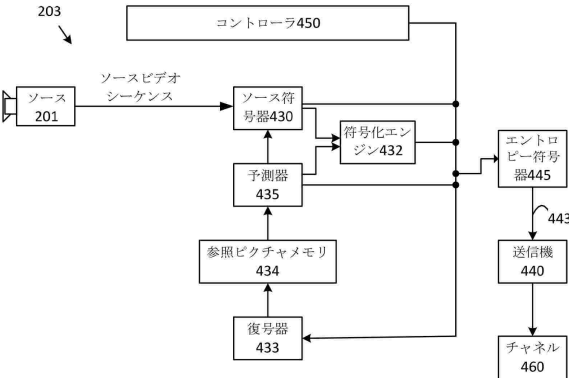 203
コントローラ450
ソース
201
ソースビデオ
シーケンス
ソース符
号器430
符号化エン
ジン432
予測器
435
エントロ
ピー符号
器445
443
参照ピクチャメモリ
434
送信機
440
復号器
433
チャネル
460